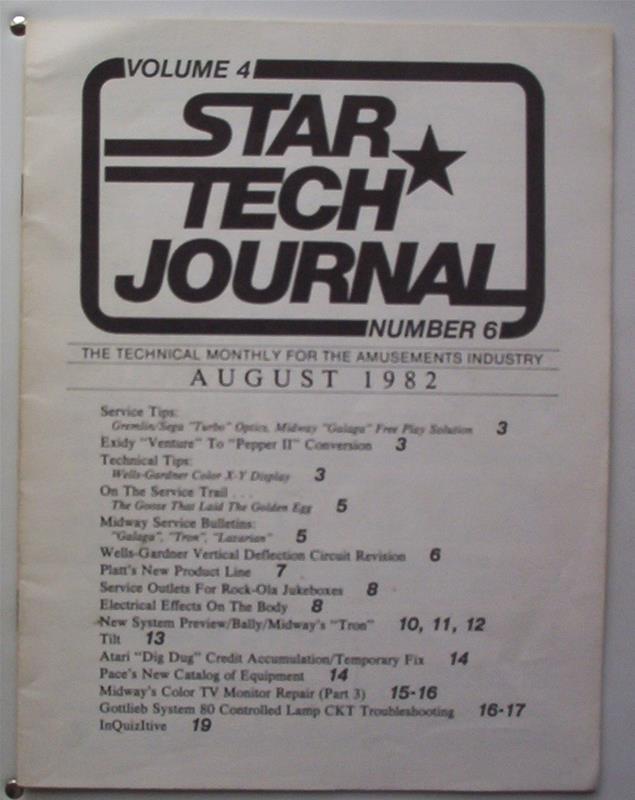 VOLUME 4
STAR
TECH
JOURNAL
NUMBER 6
THE TECHNICAL MONTHLY FOR THE AMUSEMENTS INDUSTRY
AUGUST 1982
Service Tips:
Gremlin/Sega "Turbo" Optics, Midway "Galaga" Free Play Solution 3
Exidy "Venture" To "Pepper II" Conversion 3
Technical Tips:
Wells-Gardner Color X-Y Display 3
On The Service Trail . . .
The Goose That Laid The Golden Egg 5
Midway Service Bulletins:
"Galaga", "Tron", "Lazarian" 5
Wells-Gardner Vertical Deflection Circuit Revision 6
Platt's New Product Line 7
Service Outlets For Rock-Ola Jukeboxes 8
Electrical Effects On The Body 8
New System Preview/Bally/Midway's "Tron" 10, 11, 12
Tilt 13
Atari "Dig Dug" Credit Accumulation/Temporary Fix 14
Pace's New Catalog of Equipment 14
Midway's Color TV Monitor Repair (Part 3) 15-16
Gottlieb System 80 Controlled Lamp CKT Troubleshooting 16-17
InQuizItive 19